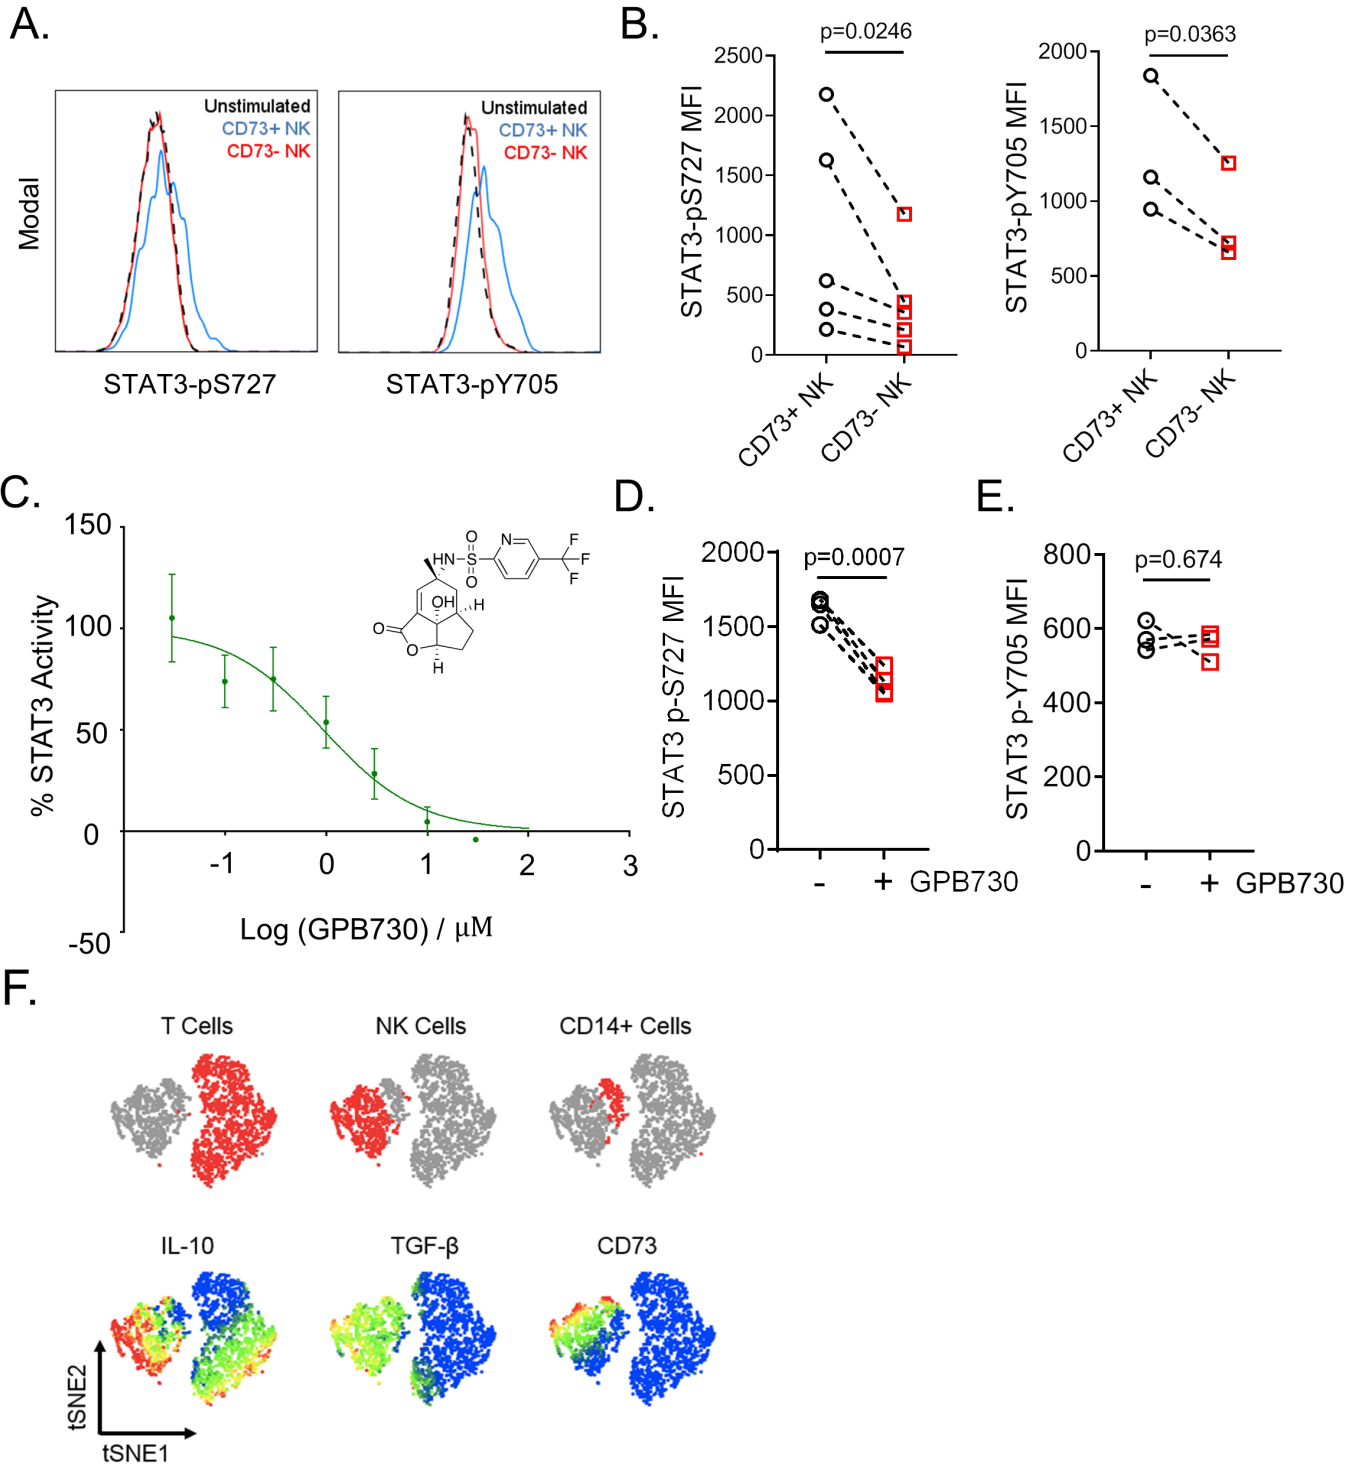 A.
Unstimulated
CD73+ NK
CD73- NK
Modal
STAT3-pS727
Unstimulated
CD73+ NK
CD73- NK
STAT3-pY705
B.
p=0.0246
2500
2000
1500
1000
500
0
STAT3-pS727 MFI
CD73+ NK
CD73- NK
p=0.0363
2000
1500
1000
500
0
STAT3-pY705 MFI
CD73+ NK
CD73- NK
C.
150
100
50
0
-50
% STAT3 Activity
-1
0
1
2
3
Log (GPB730) / µM
HN
S
O
O
N
F
F
F
OH
H
O
O
H
D.
p=0.0007
2000
1500
1000
500
0
STAT3 p-S727 MFI
-
+
GPB730
E.
p=0.674
800
600
400
200
0
STAT3 p-Y705 MFI
-
+
GPB730
F.
T Cells
NK Cells
CD14+ Cells
IL-10
TGF-β
CD73
tSNE2
tSNE1